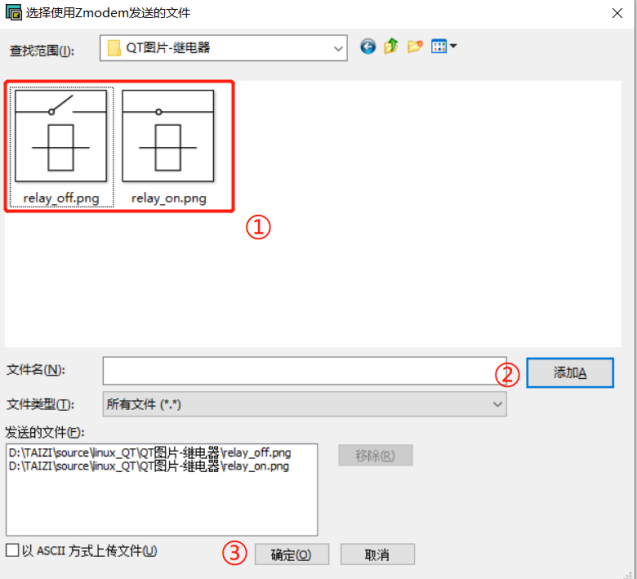 选择使用Zmodem发送的文件
查找范围(I):
QT图片-继电器
relay_off.png
relay_on.png
①
文件名(N):
②
添加A
文件类型(T):
所有文件 (*.*)
发送的文件(F):
D:\TAIZI\source\linux_QT\QT图片-继电器\relay_off.png
D:\TAIZI\source\linux_QT\QT图片-继电器\relay_on.png
移除(R)
以 ASCII 方式上传文件(U)
③
确定(O)
取消